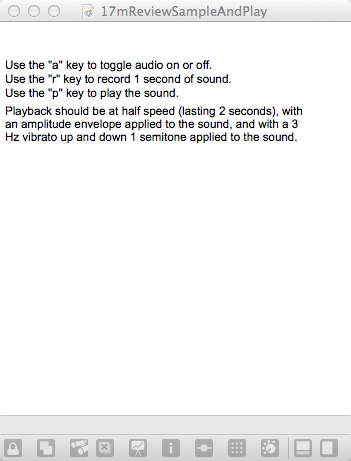 17mReviewSampleAndPlay
Use the "a" key to toggle audio on or off.
Use the "r" key to record 1 second of sound.
Use the "p" key to play the sound.
Playback should be at half speed (lasting 2 seconds), with
an amplitude envelope applied to the sound, and with a 3
Hz vibrato up and down 1 semitone applied to the sound.